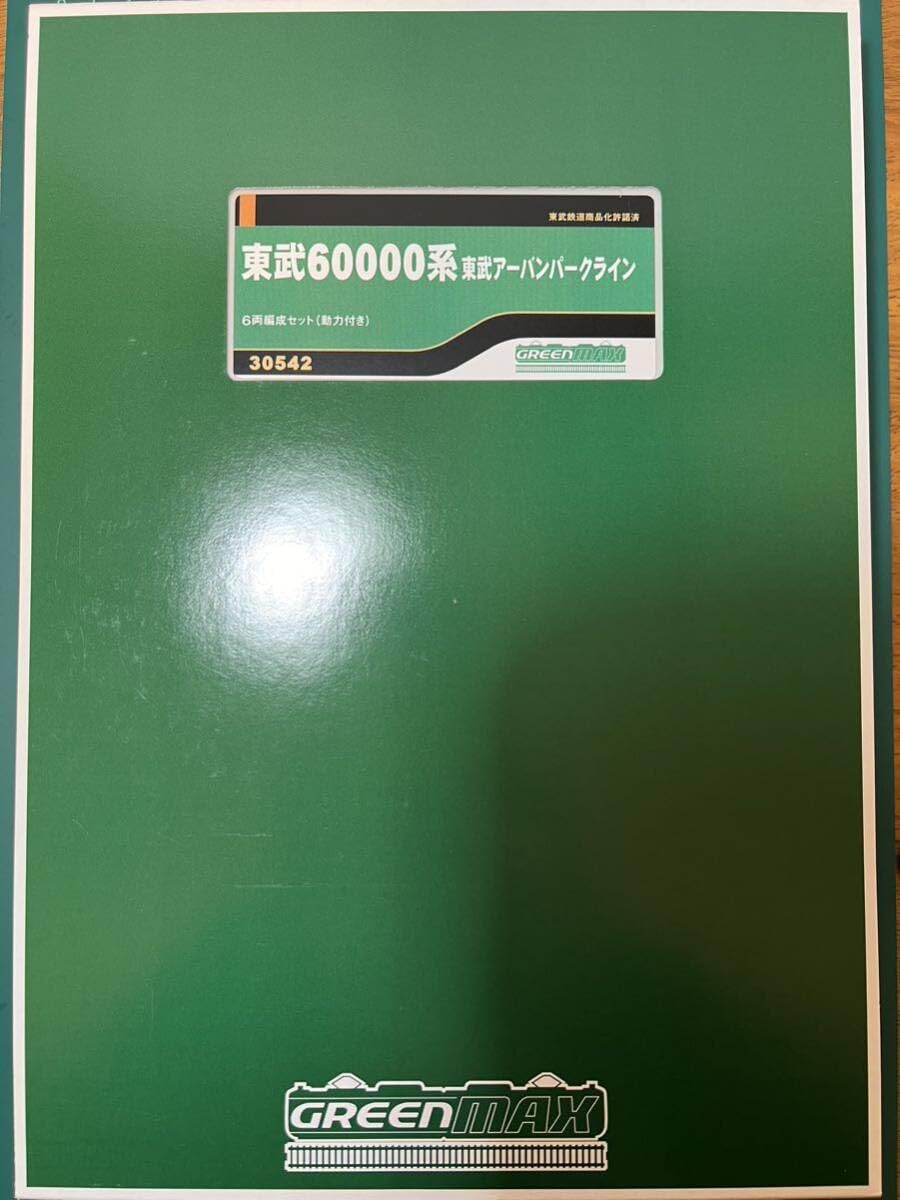 東武鉄道商品化許諾済
東武60000系 東武アーバンパークライン
6両編成セット(動力付き)
30542
GREENMAX
GREENMAX